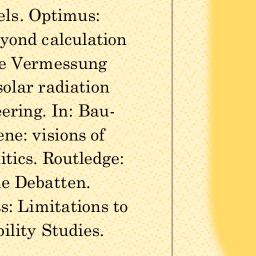 els. Optimus:
yond calculation
e Vermessung
solar radiation
eering. In: Bau-
ene: visions of
itics. Routledge:
e Debatten.
s: Limitations to
bility Studies.